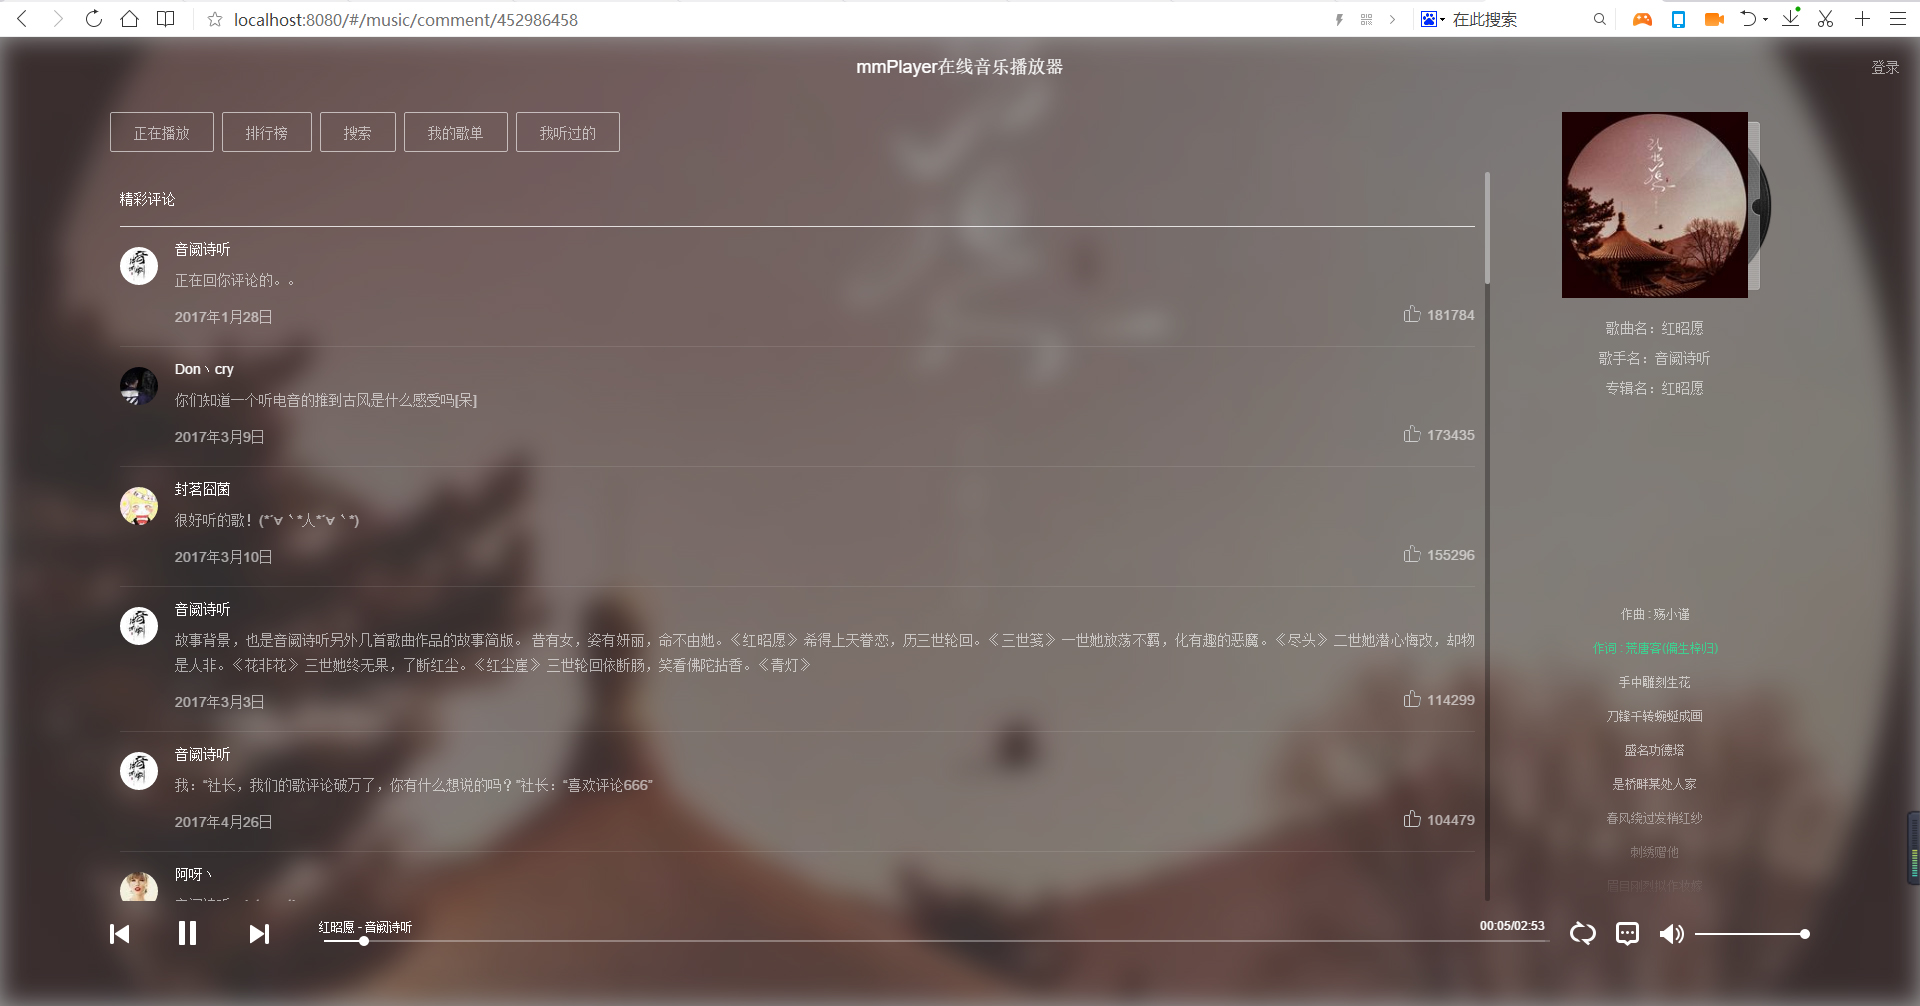 localhost:8080/#/music/comment/452986458
在此搜索
mmPlayer在线音乐播放器
登录
正在播放
排行榜
搜索
我的歌单
我听过的
精彩评论
音阙诗听
正在回你评论的。。
2017年1月28日
181784
Don丶cry
你们知道一个听电音的推到古风是什么感受吗[呆]
2017年3月9日
173435
封茗囧菌
很好听的歌！(*´∀｀*人*´∀｀*)
2017年3月10日
155296
音阙诗听
故事背景，也是音阙诗听另外几首歌曲作品的故事简版。 昔有女，姿有妍丽，命不由她。《红昭愿》 希得上天眷恋，历三世轮回。《三世笺》 一世她放荡不羁，化有趣的恶魔。《尽头》 二世她潜心悔改，却物
是人非。《花非花》 三世她终无果，了断红尘。《红尘崖》 三世轮回依断肠，笑看佛陀拈香。《青灯》
2017年3月3日
114299
音阙诗听
我：“社长，我们的歌评论破万了，你有什么想说的吗？”社长：“喜欢评论666”
2017年4月26日
104479
阿呀丶
歌曲名：红昭愿
歌手名：音阙诗听
专辑名：红昭愿
作曲 : 殇小谨
作词 : 荒唐客(倦生梓归)
手中雕刻生花
刀锋千转蜿蜒成画
盛名功德塔
是桥畔某处人家
春风绕过发梢红纱
刺绣赠他
红昭愿 - 音阙诗听
00:05/02:53